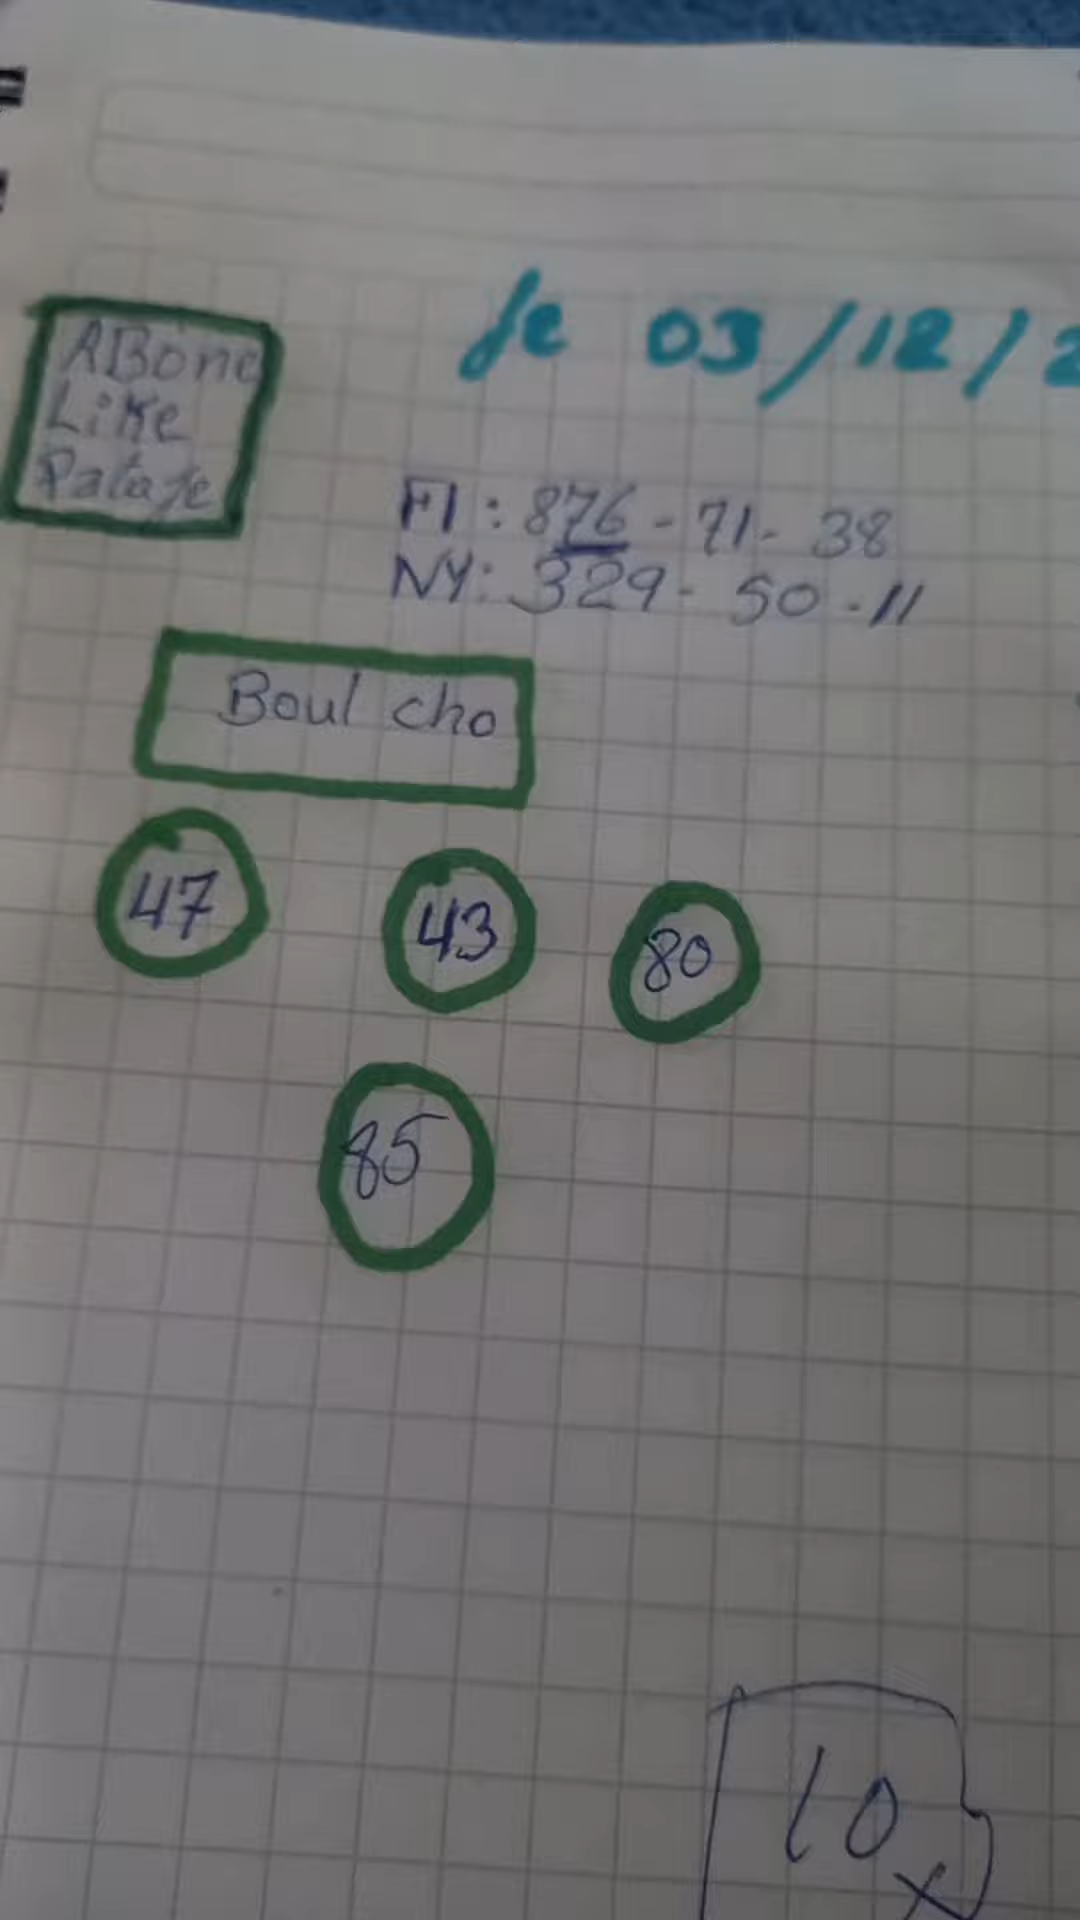 Je 03/12/2
ABone
Like
Pataje
Fl: 876-71-38
NY: 329-50-11
Boul cho
47 43 80
85
10x